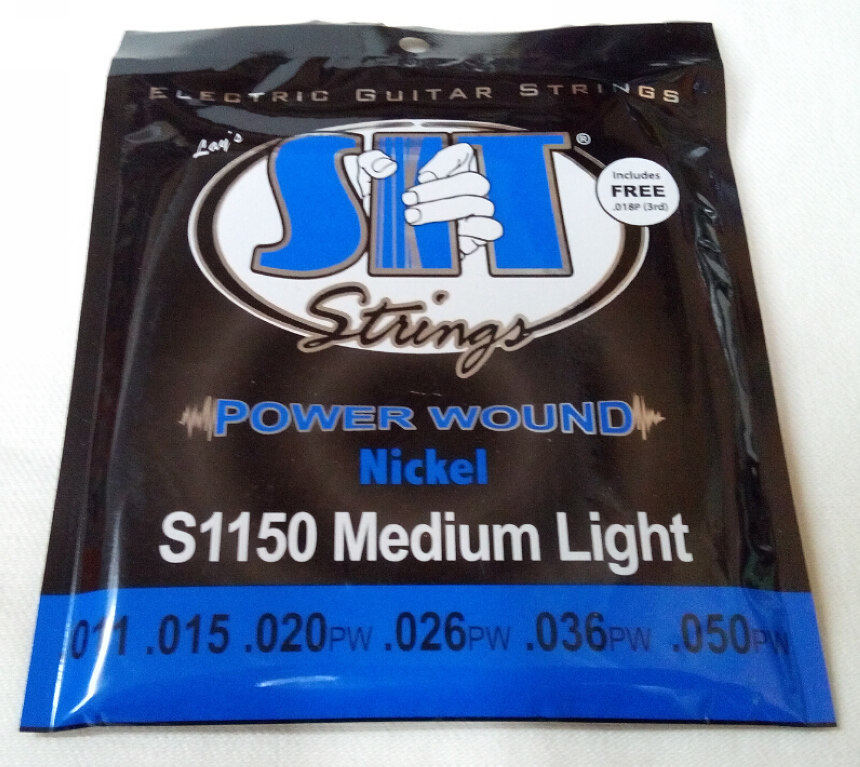 ELECTRIC GUITAR STRINGS
SIT®
Strings
Includes
FREE
.018P (3rd)
POWER WOUND
Nickel
S1150 Medium Light
.011 .015 .020PW .026PW .036PW .050PW